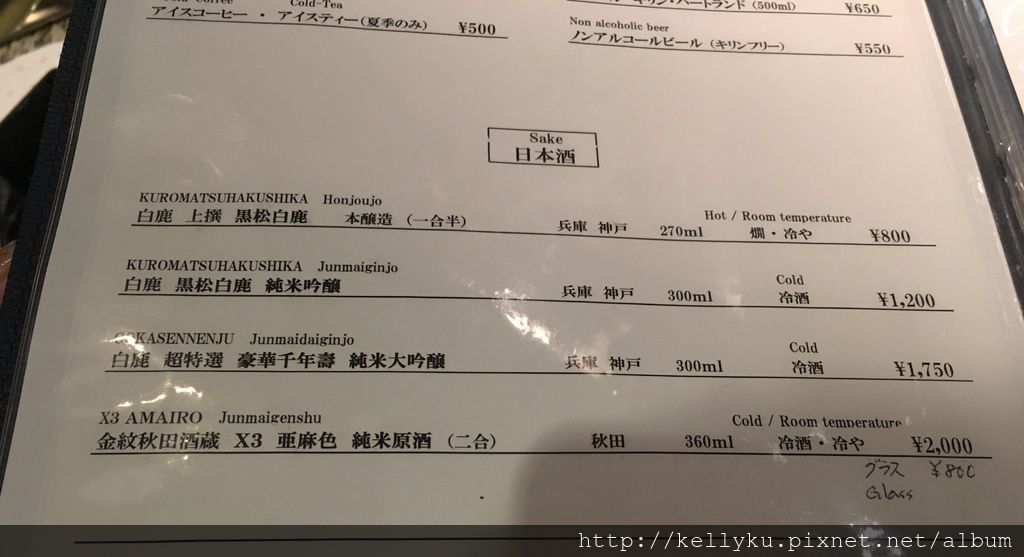 Cold-Tea
アイスコーヒー・アイスティー(夏季のみ) ¥500
(500ml) ¥650
Non alcoholic beer
ノンアルコールビール(キリンフリー) ¥550
Sake
日本酒
KUROMATSUHAKUSHIKA Honjoujo
Hot / Room temperature
白鹿 上撰 黒松白鹿 本醸造 (一合半) 兵庫 神戸 270ml 燗・冷や ¥800
KUROMATSUHAKUSHIKA Junmaiginjo
Cold
白鹿 黒松白鹿 純米吟醸 兵庫 神戸 300ml 冷酒 ¥1,200
GOKASENNENJU Junmaidaiginjo
Cold
白鹿 超特選 豪華千年壽 純米大吟醸 兵庫 神戸 300ml 冷酒 ¥1,750
X3 AMAIRO Junmaigenshu
Cold / Room temperature
金紋秋田酒蔵 X3 亜麻色 純米原酒 (二合) 秋田 360ml 冷酒・冷や ¥2,000
グラス ¥800
Glass
http://kellyku.pixnet.net/album